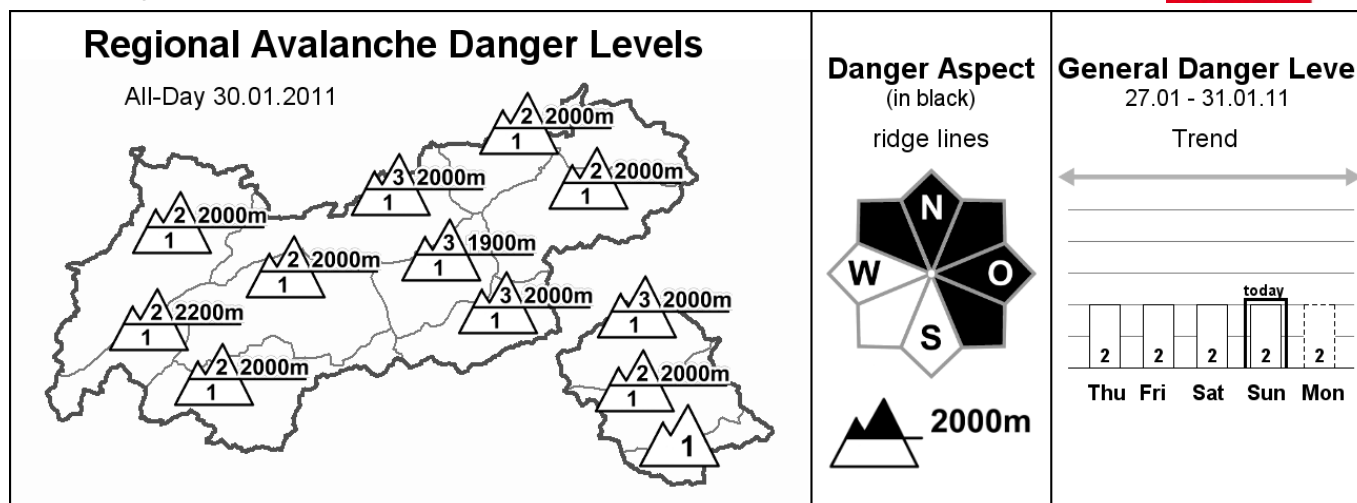 Regional Avalanche Danger Levels
All-Day 30.01.2011
2 2000m
1
2 2000m
1
3 2000m
1
2 2000m
1
3 1900m
1
2 2000m
1
3 2000m
1
3 2000m
1
2 2200m
1
2 2000m
1
2 2000m
1
1
Danger Aspect
(in black)
ridge lines
N
W
O
S
2000m
General Danger Leve
27.01 - 31.01.11
Trend
today
2 2 2 2 2
Thu Fri Sat Sun Mon